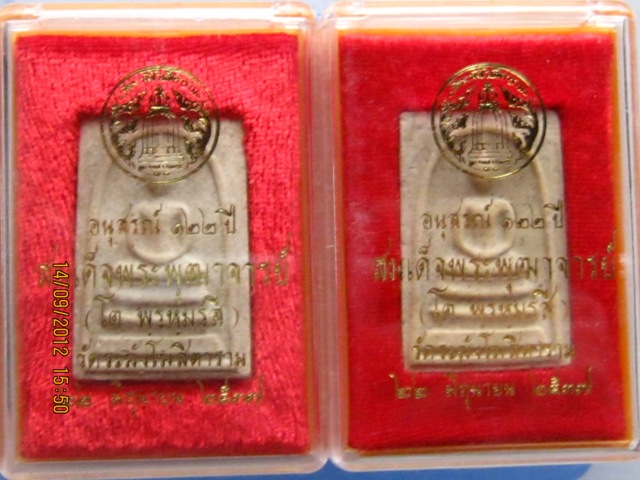 อนุสรณ์ ๑๒๒ ปี
สมเด็จพระพุฒาจารย์
(โต พรหมรังสี)
วัดระฆังโฆสิตาราม
๒๒ มิถุนายน ๒๕๓๗
อนุสรณ์ ๑๒๒ ปี
สมเด็จพระพุฒาจารย์
(โต พรหมรังสี)
วัดระฆังโฆสิตาราม
๒๒ มิถุนายน ๒๕๓๗
14/09/2012 15:50